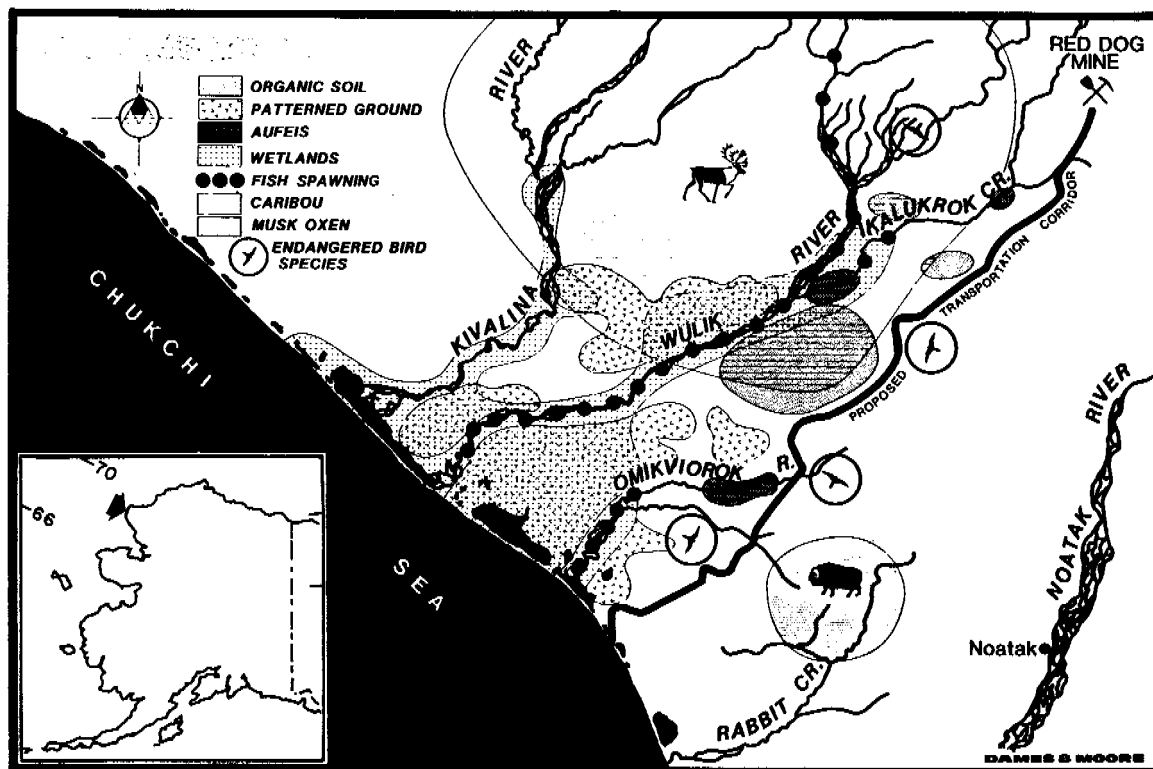 RED DOG
MINE
N
ORGANIC SOIL
PATTERNED GROUND
AUFEIS
WETLANDS
FISH SPAWNING
CARIBOU
MUSK OXEN
ENDANGERED BIRD
SPECIES
RIVER
KIVALINA
WULIK RIVER
IKALUKROK CR.
PROPOSED TRANSPORTATION CORRIDOR
OMIKVIOROK R.
CHUKCHI SEA
RABBIT CR.
NOATAK RIVER
Noatak
70
66
DAMES & MOORE